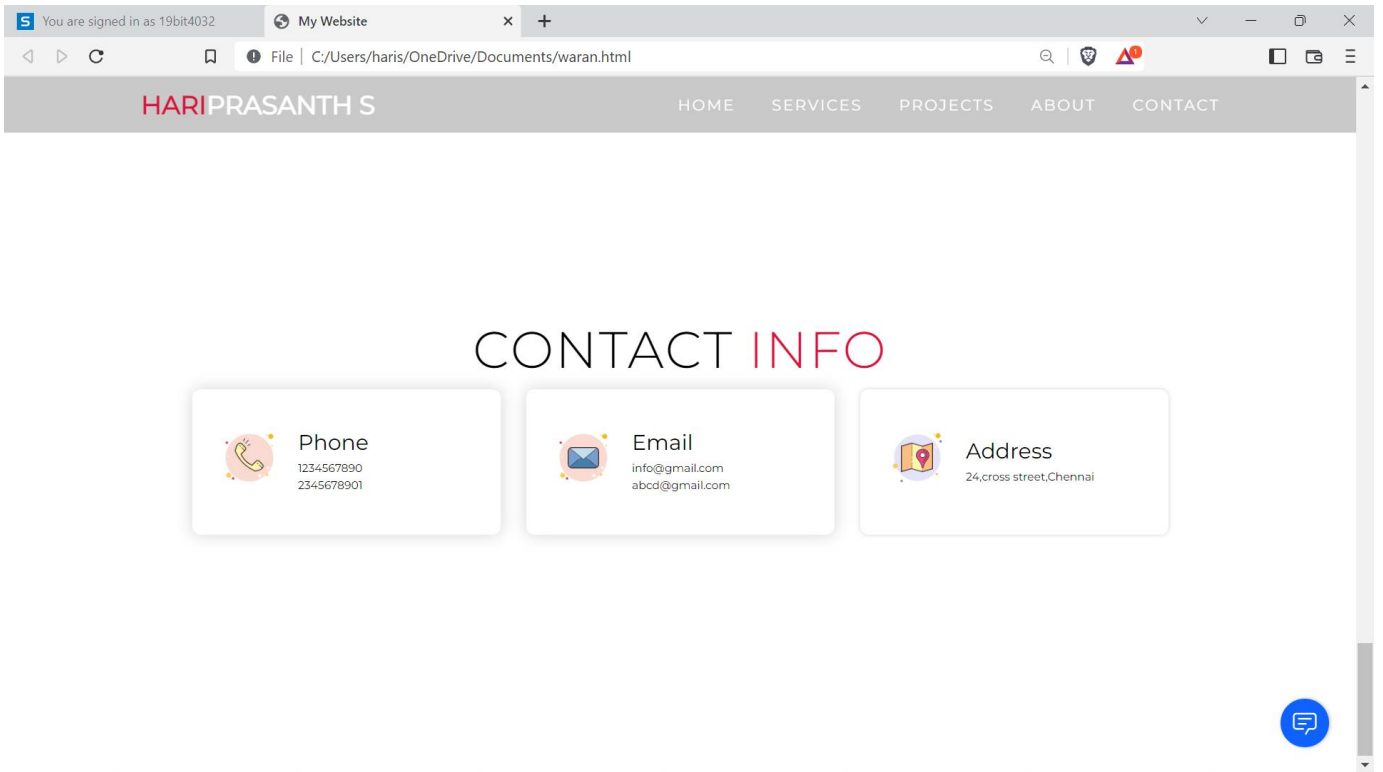 You are signed in as 19bit4032
My Website
File C:/Users/haris/OneDrive/Documents/waran.html
1
HARIPRASANTH S
HOME SERVICES PROJECTS ABOUT CONTACT
CONTACT INFO
Phone
1234567890
2345678901
Email
info@gmail.com
abcd@gmail.com
Address
24,cross street,Chennai